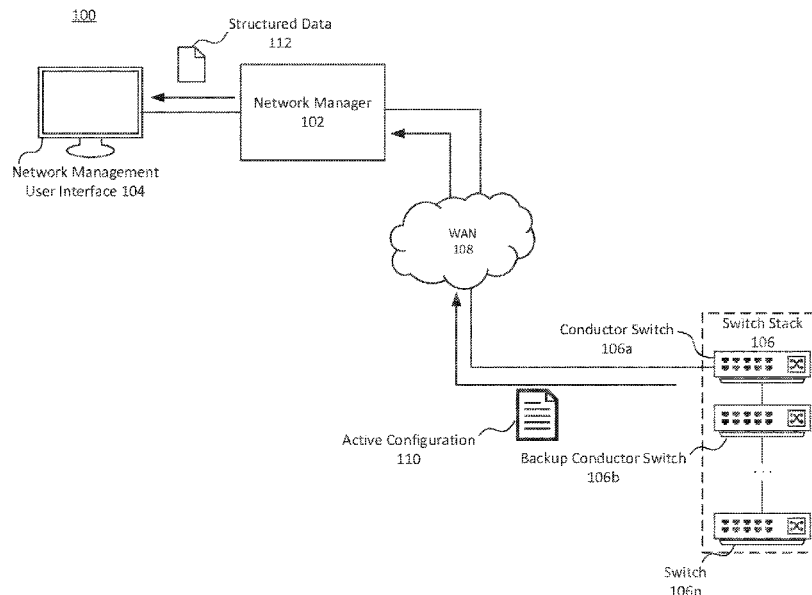 100
Structured Data
112
Network Manager
102
Network Management
User Interface 104
WAN
108
Conductor Switch
106a
Switch Stack
106
Active Configuration
110
Backup Conductor Switch
106b
...
Switch
106n